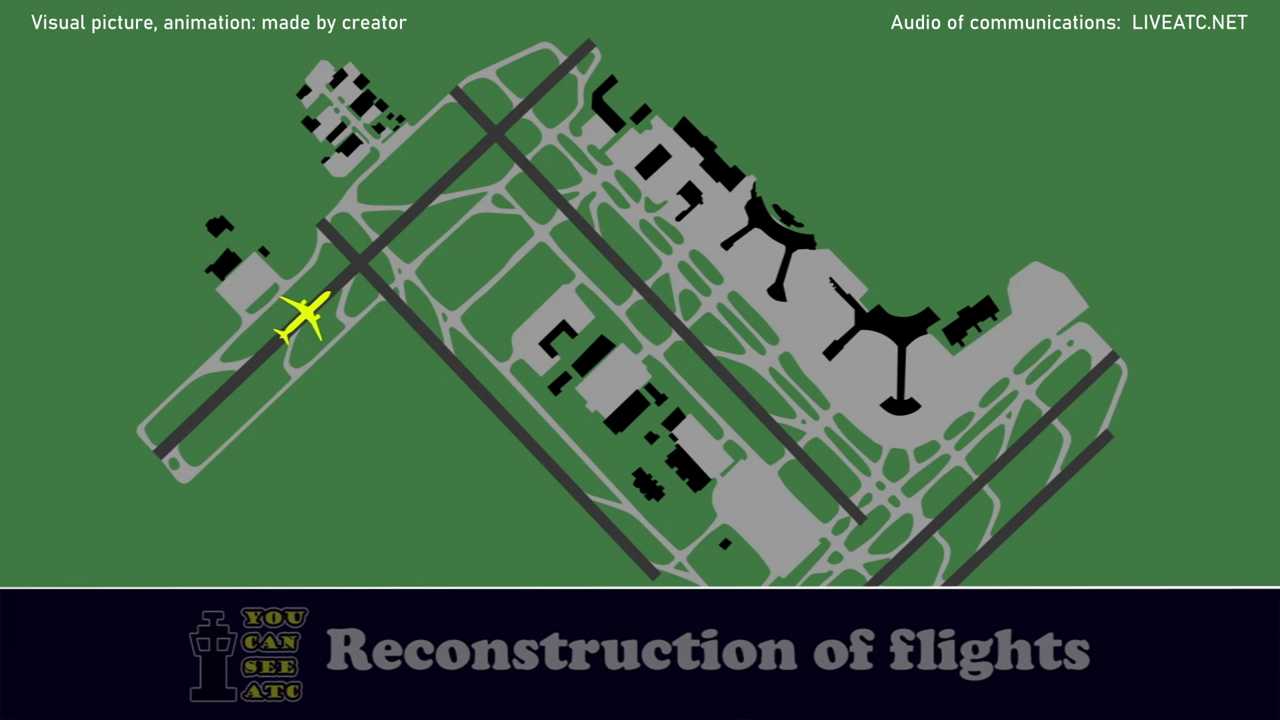 Visual picture, animation: made by creator
Audio of communications: LIVEATC.NET
YOU
CAN
SEE
ATC
Reconstruction of flights